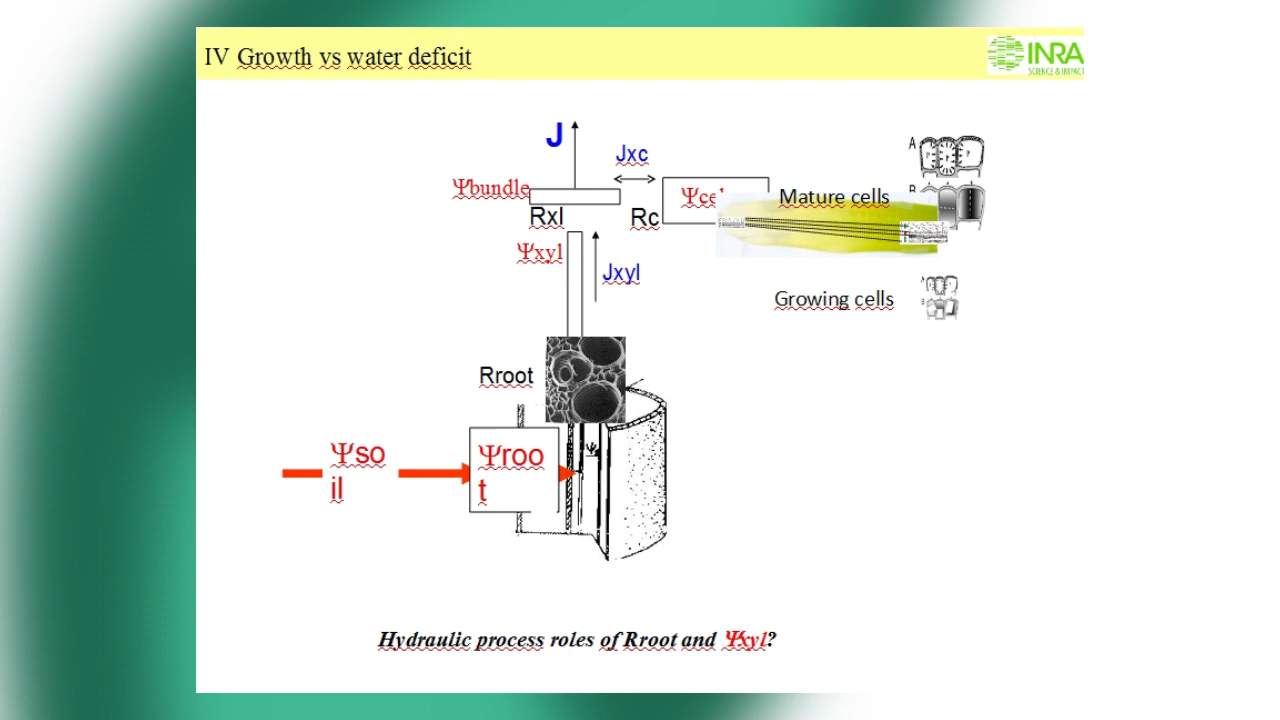 IV Growth vs water deficit
INRA
SCIENCE & IMPACT
J
Jxc
Ψbundle
Ψcel
Mature cells
A
B
Rxl
Rc
Ψxyl
Jxyl
Growing cells
A
B
Rroot
Ψso
il
Ψroo
t
Ψ
Hydraulic process roles of Rroot and Ψxyl?